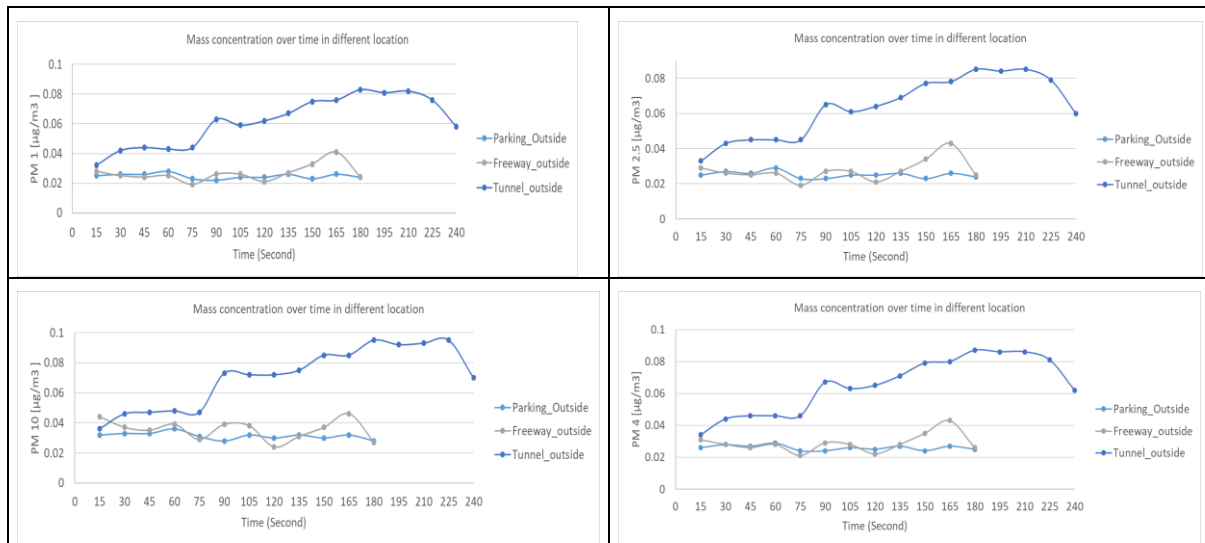 Mass concentration over time in different location
PM 1 [µg/m3 ]
0.1
0.08
0.06
0.04
0.02
0
0 15 30 45 60 75 90 105 120 135 150 165 180 195 210 225 240
Time (Second)
Parking_Outside
Freeway_outside
Tunnel_outside
Mass concentration over time in different location
PM 2.5 [µg/m3]
0.08
0.06
0.04
0.02
0
0 15 30 45 60 75 90 105 120 135 150 165 180 195 210 225 240
Time (Second)
Parking_Outside
Freeway_outside
Tunnel_outside
Mass concentration over time in different location
PM 10 [µg/m3 ]
0.1
0.08
0.06
0.04
0.02
0
0 15 30 45 60 75 90 105 120 135 150 165 180 195 210 225 240
Time (Second)
Parking_Outside
Freeway_outside
Tunnel_outside
Mass concentration over time in different location
PM 4 [µg/m3]
0.1
0.08
0.06
0.04
0.02
0
0 15 30 45 60 75 90 105 120 135 150 165 180 195 210 225 240
Time (Second)
Parking_Outside
Freeway_outside
Tunnel_outside